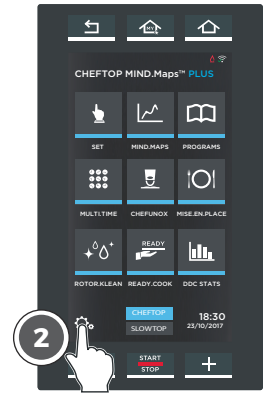 MY
CHEFTOP MIND.Maps™ PLUS
SET MIND.MAPS PROGRAMS
MULTI.TIME CHEFUNOX MISE.EN.PLACE
READY
ROTOR.KLEAN READY.COOK DDC STATS
CHEFTOP 18:30
SLOWTOP 23/10/2017
2
START
STOP